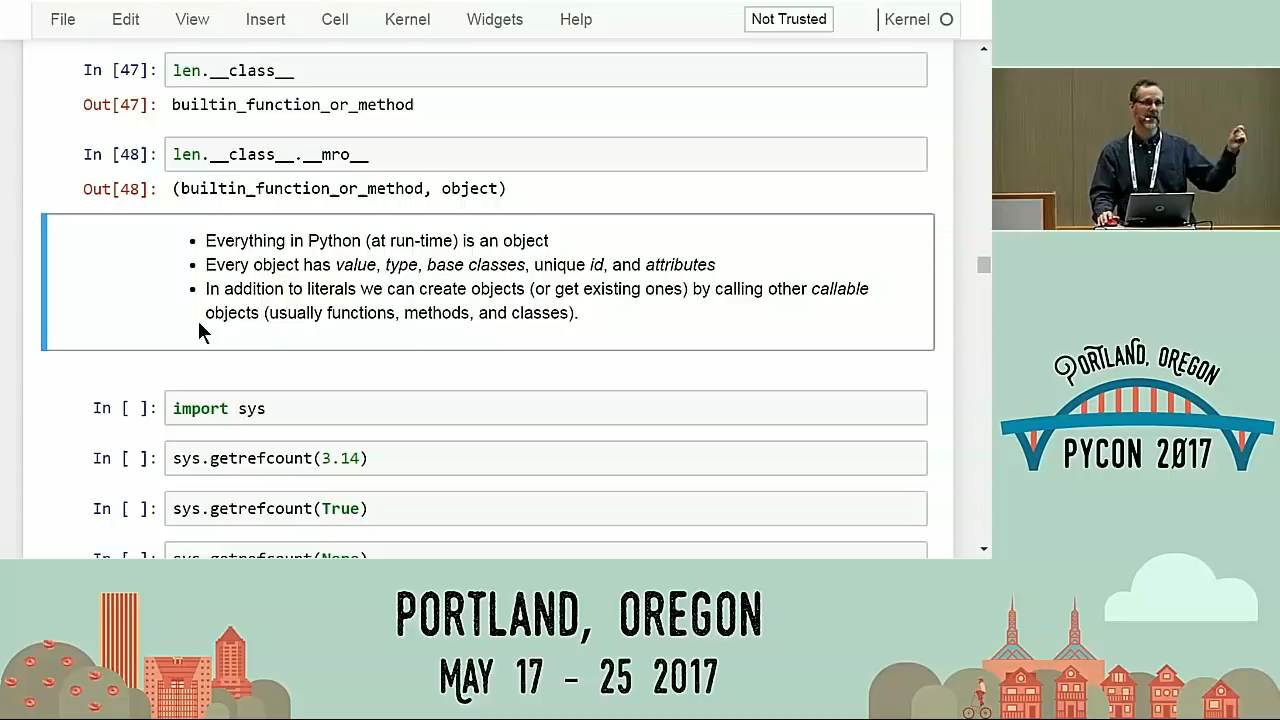 File Edit View Insert Cell Kernel Widgets Help Not Trusted Kernel
In [47]: len.__class__
Out[47]: builtin_function_or_method
In [48]: len.__class__.__mro__
Out[48]: (builtin_function_or_method, object)
Everything in Python (at run-time) is an object
Every object has value, type, base classes, unique id, and attributes
In addition to literals we can create objects (or get existing ones) by calling other callable
objects (usually functions, methods, and classes).
In [ ]: import sys
In [ ]: sys.getrefcount(3.14)
In [ ]: sys.getrefcount(True)
In [ ]: sys.getrefcount(None)
PORTLAND, OREGON
PYCON 2017
PORTLAND, OREGON
MAY 17 - 25 2017